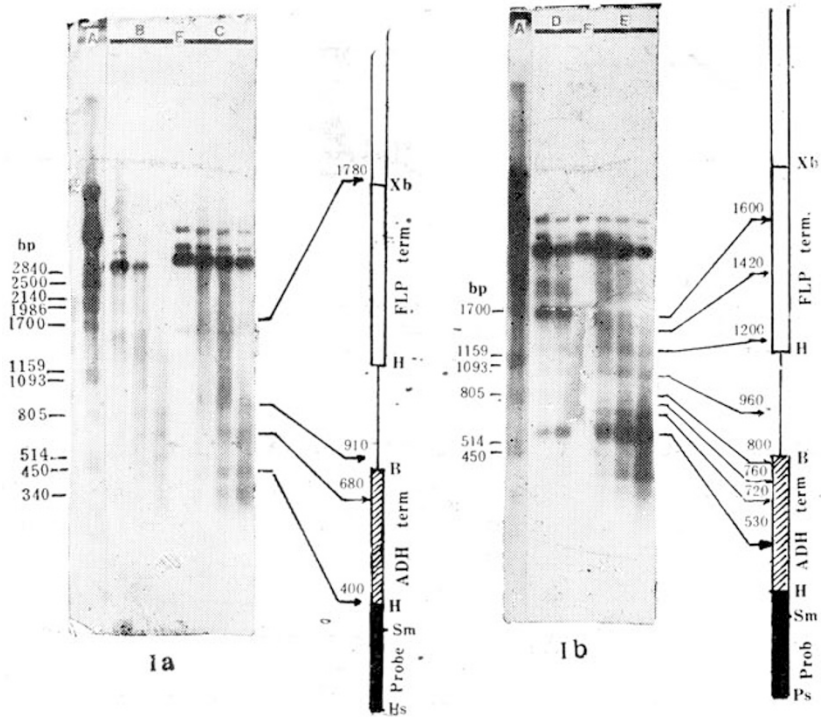 A B F C
bp
2840
2500
2140
1986
1700
1159
1093
805
514
450
340
1780
910
680
400
Xb
FLP term.
H
B
ADH term
H
Sm
Probe
Hs
1a
A D F E
bp
1700
1159
1093
805
514
450
1600
1420
1200
960
800
760
720
530
Xb
FLP term.
H
B
ADH term
H
Sm
Prob
Ps
1b